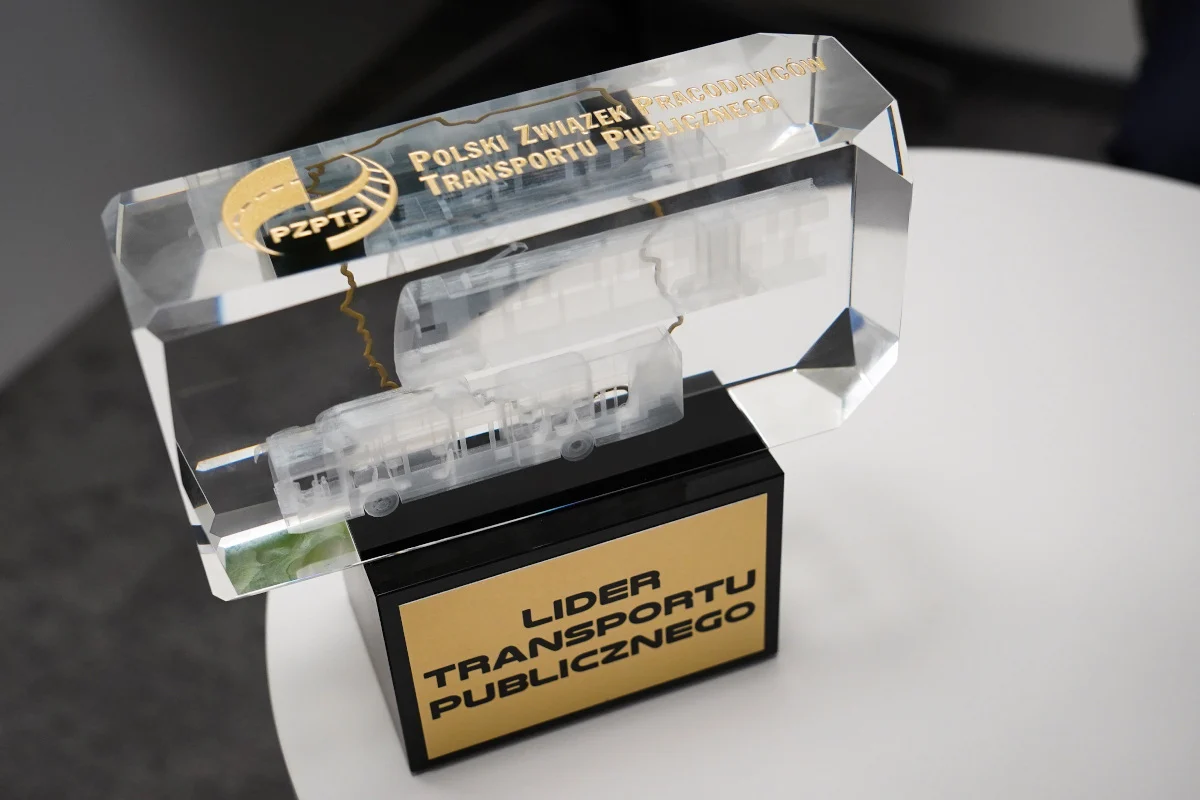 PZPTP
POLSKI ZWIĄZEK PRACODAWCÓW
TRANSPORTU PUBLICZNEGO
LIDER
TRANSPORTU
PUBLICZNEGO